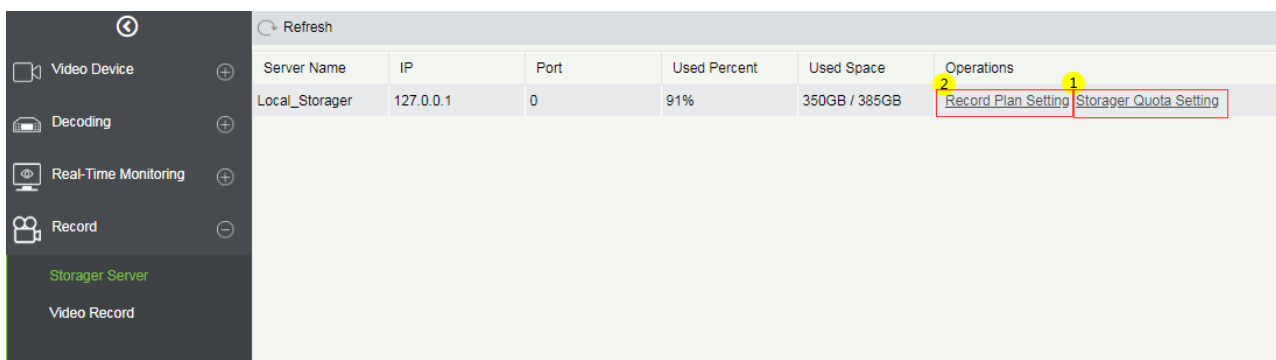 Refresh
Video Device
Decoding
Real-Time Monitoring
Record
Storager Server
Video Record
Server Name IP Port Used Percent Used Space Operations
2 1
Local_Storager 127.0.0.1 0 91% 350GB / 385GB Record Plan Setting Storager Quota Setting